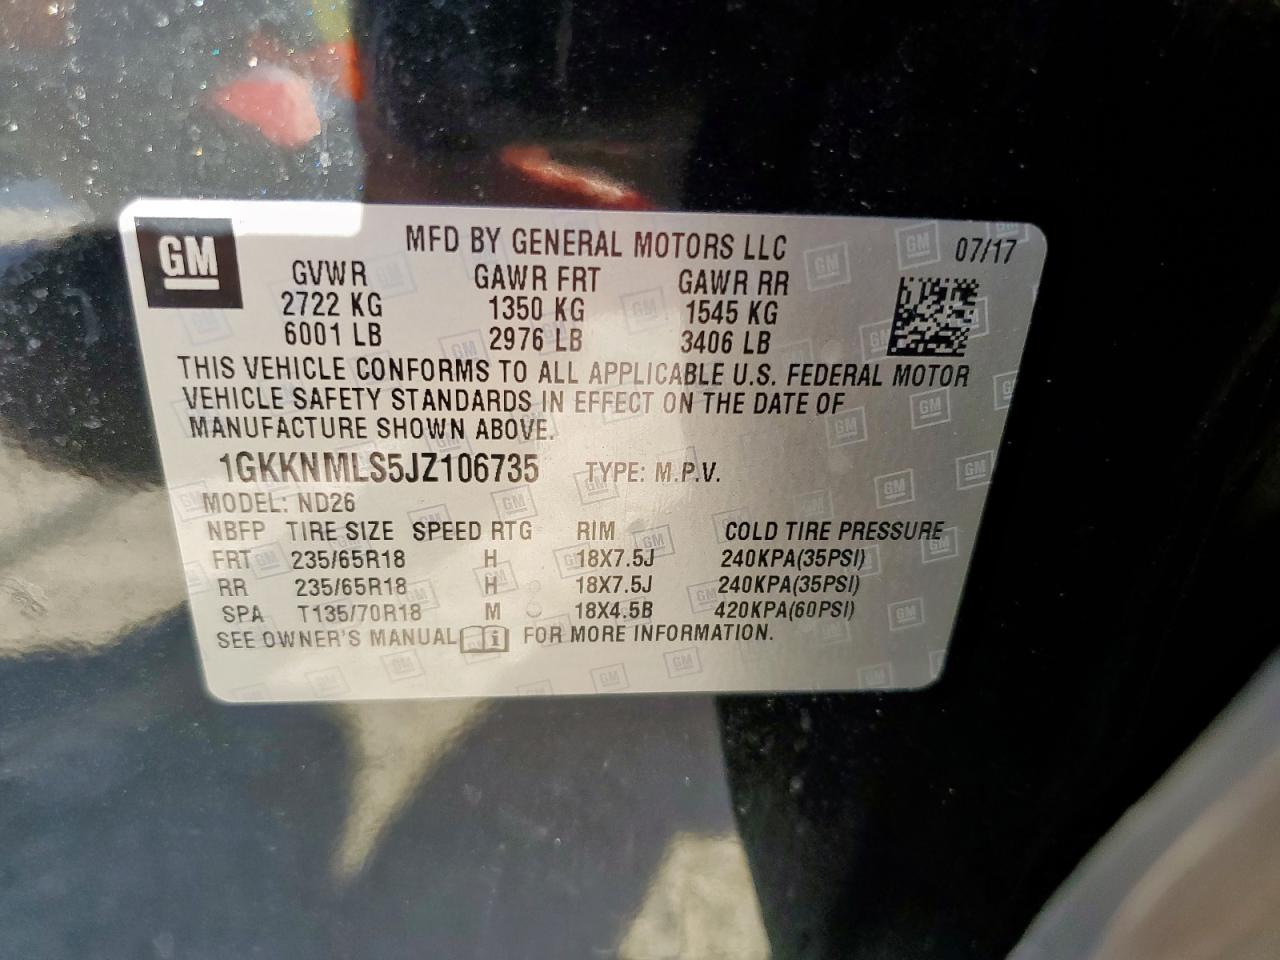 GM
MFD BY GENERAL MOTORS LLC 07/17
GVWR GAWR FRT GAWR RR
2722 KG 1350 KG 1545 KG
6001 LB 2976 LB 3406 LB
THIS VEHICLE CONFORMS TO ALL APPLICABLE U.S. FEDERAL MOTOR
VEHICLE SAFETY STANDARDS IN EFFECT ON THE DATE OF
MANUFACTURE SHOWN ABOVE.
1GKKNMLS5JZ106735 TYPE: M.P.V.
MODEL: ND26
NBFP TIRE SIZE SPEED RTG RIM COLD TIRE PRESSURE
FRT 235/65R18 H 18X7.5J 240KPA(35PSI)
RR 235/65R18 H 18X7.5J 240KPA(35PSI)
SPA T135/70R18 M 18X4.5B 420KPA(60PSI)
SEE OWNER'S MANUAL i FOR MORE INFORMATION.